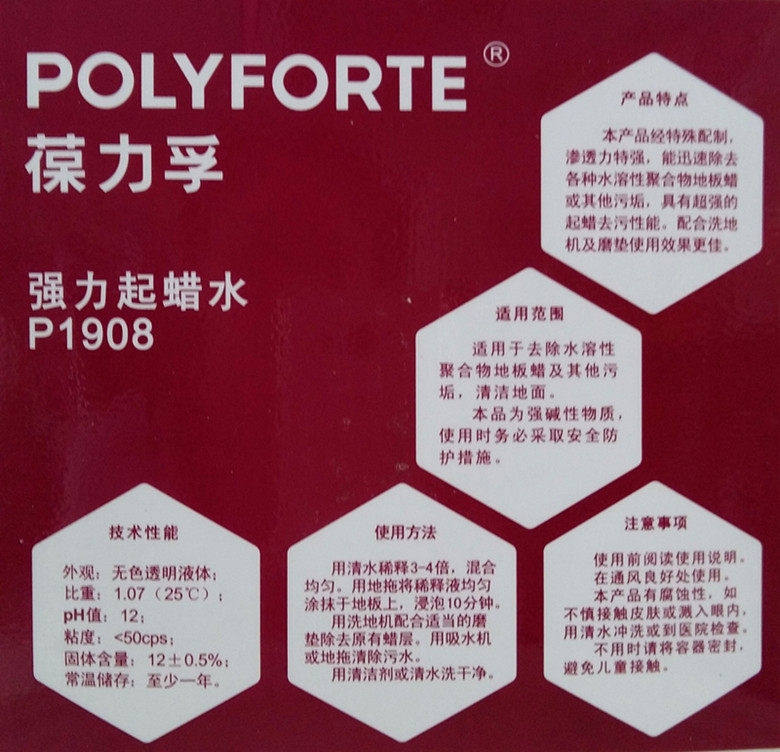 POLYFORTE®
葆力孚
强力起蜡水
P1908
产品特点
本产品经特殊配制，
渗透力特强，能迅速除去
各种水溶性聚合物地板蜡
或其他污垢，具有超强的
起蜡去污性能。配合洗地
机及磨垫使用效果更佳。
适用范围
适用于去除水溶性
聚合物地板蜡及其他污
垢，清洁地面。
本品为强碱性物质，
使用时务必采取安全防
护措施。
技术性能
外观：无色透明液体；
比重：1.07（25℃）；
pH值：12；
粘度：<50cps；
固体含量：12±0.5%；
常温储存：至少一年。
使用方法
用清水稀释3-4倍，混合
均匀。用地拖将稀释液均匀
涂抹于地板上，浸泡10分钟。
用洗地机配合适当的磨
垫除去原有蜡层。用吸水机
或地拖清除污水。
用清洁剂或清水洗干净。
注意事项
使用前阅读使用说明。
在通风良好处使用。
本产品有腐蚀性，如
不慎接触皮肤或溅入眼内，
用清水冲洗或到医院检查。
不用时请将容器密封，
避免儿童接触。